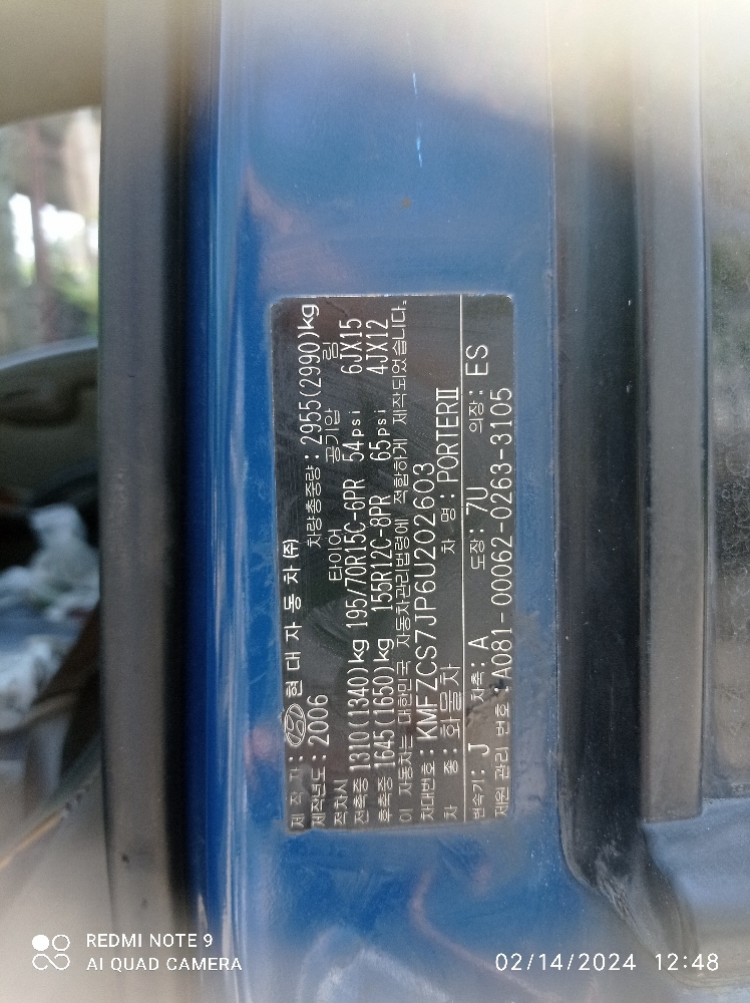 제 작 자 : 현 대 자 동 차 (주)
제작년도 : 2006 차량총중량 : 2955(2990)kg
적차시 타이어 공기압 림
전축중 1310(1340)kg 195/70R15C-6PR 54psi 6JX15
후축중 1645(1650)kg 155R12C-8PR 65psi 4JX12
이 자동차는 대한민국 자동차관리법령에 적합하게 제작되었습니다.
차대번호 : KMFZCS7JP6U202603
차 종 : 화물차 차 명 : PORTERⅡ
변속기 : J 차축 : A 도장 : 7U 의장 : ES
제원 관리 번호 : A081-00062-0263-3105
REDMI NOTE 9
AI QUAD CAMERA
02/14/2024 12:48